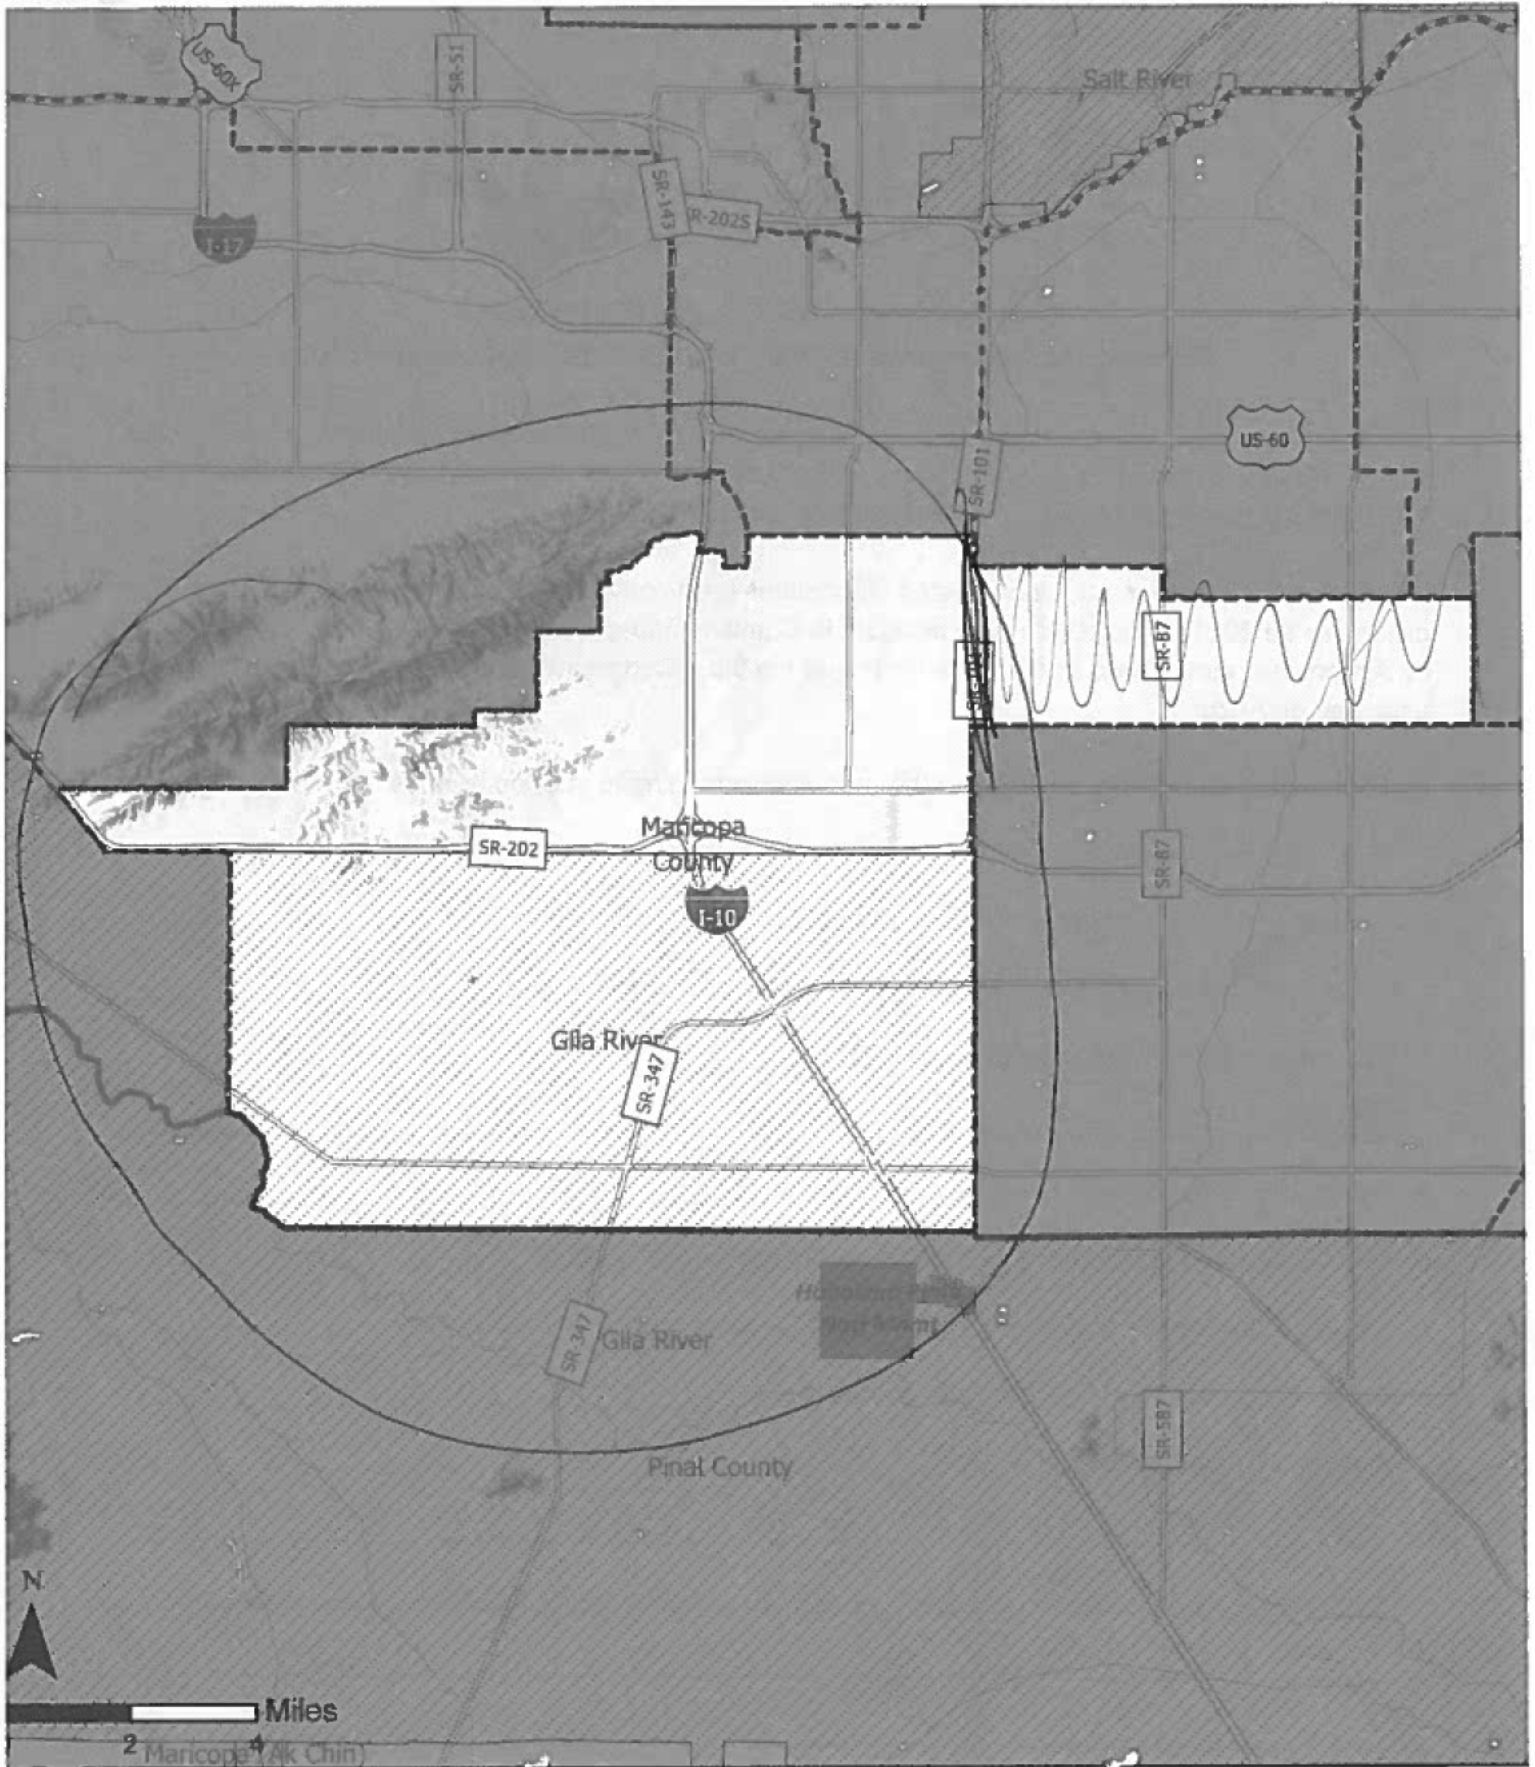 US-60X
SR-51
Salt River
SR-143
R-202S
US-60
SR-101
SR-87
Maricopa
County
SR-202
I-10
SR-87
Gila River
SR-347
SR-347
Gila River
Natl Mnmt
SR-587
Pinal County
N
Miles
2
4
Maricopa (Ak Chin)